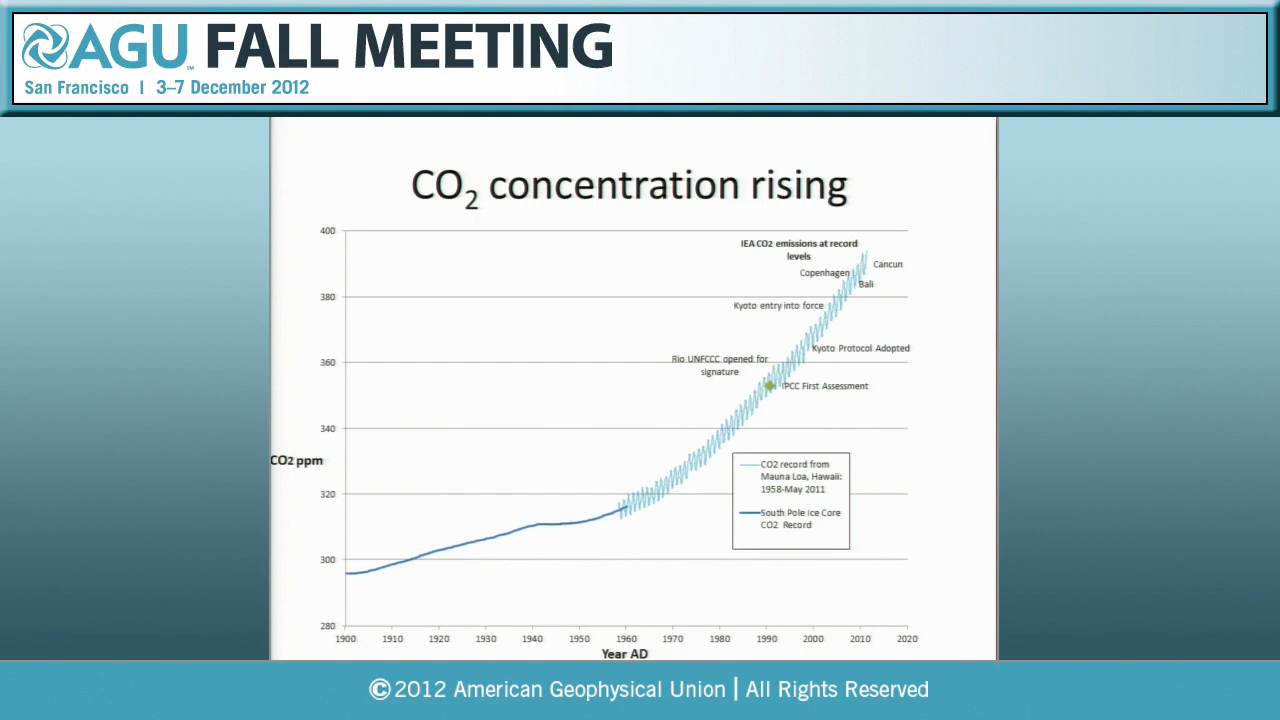 AGU™ FALL MEETING
San Francisco | 3–7 December 2012
CO2 concentration rising
400
380
360
340
320
300
280
CO2 ppm
IEA CO2 emissions at record
levels
Copenhagen
Cancun
Bali
Kyoto entry into force
Kyoto Protocol Adopted
Rio UNFCCC opened for
signature
IPCC First Assessment
CO2 record from
Mauna Loa, Hawaii:
1958-May 2011
South Pole Ice Core
CO2 Record
1900 1910 1920 1930 1940 1950 1960 1970 1980 1990 2000 2010 2020
Year AD
©2012 American Geophysical Union | All Rights Reserved